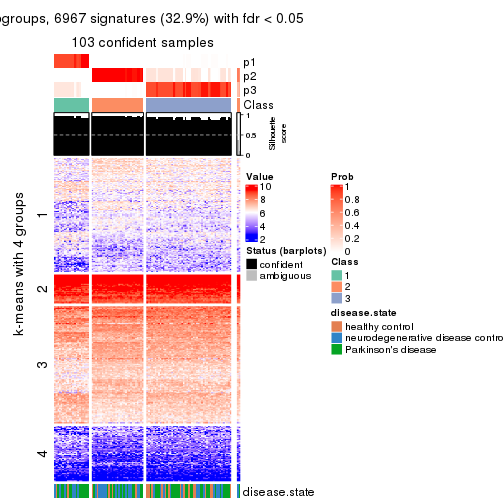 ogroups, 6967 signatures (32.9%) with fdr < 0.05
103 confident samples
p1
p2
p3
Class
1
0.5
0
Silhouette
score
k-means with 4 groups
1
2
3
4
disease.state
Value
10
8
6
4
2
Status (barplots)
confident
ambiguous
Prob
1
0.8
0.6
0.4
0.2
0
Class
1
2
3
disease.state
healthy control
neurodegenerative disease contro
Parkinson's disease